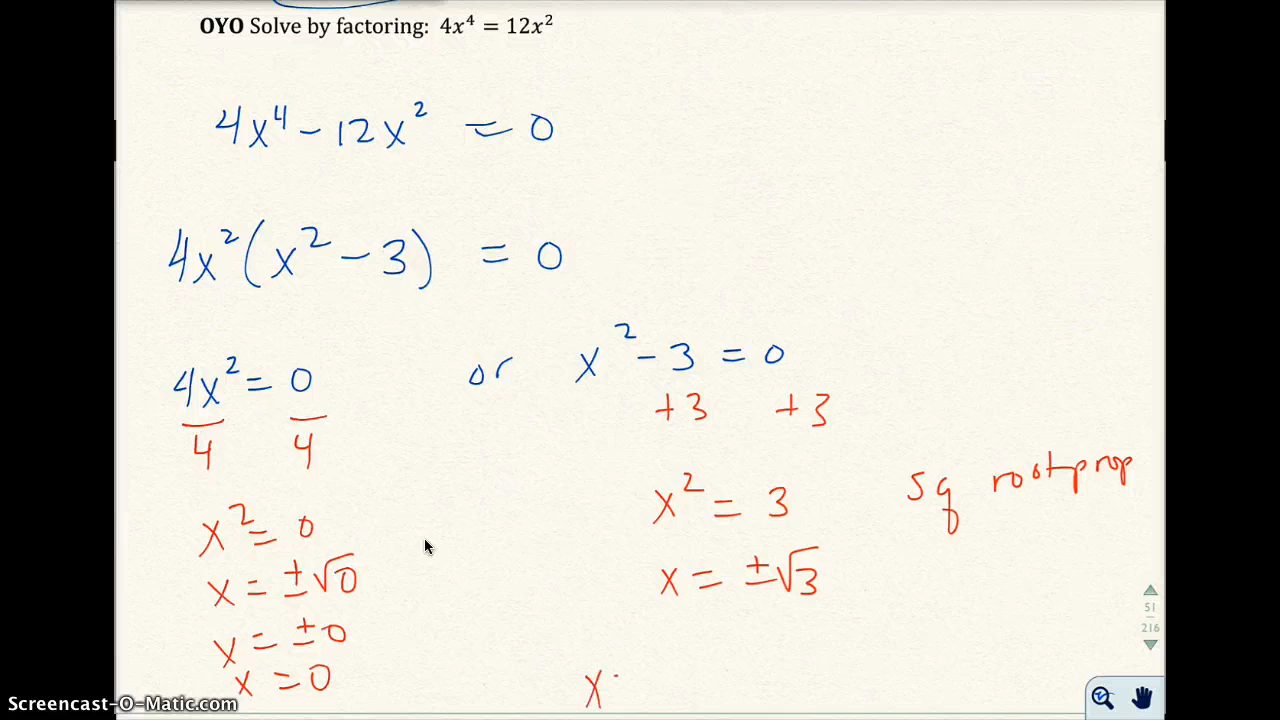 OYO Solve by factoring: 4x⁴ = 12x²
4x⁴ - 12x² = 0
4x²(x² - 3) = 0
4x² = 0 or x² - 3 = 0
4 4 +3 +3
x² = 0 x² = 3 sq root prop
x = ±√0 x = ±√3
x = ±0
x = 0 x
51
216
Screencast-O-Matic.com